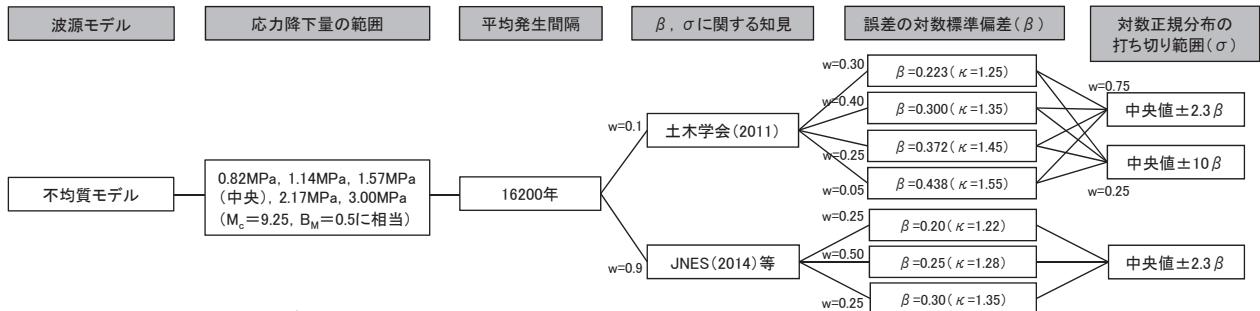 波源モデル
応力降下量の範囲
平均発生間隔
β，σに関する知見
誤差の対数標準偏差(β)
対数正規分布の
打ち切り範囲(σ)
不均質モデル
0.82MPa, 1.14MPa, 1.57MPa
(中央), 2.17MPa, 3.00MPa
(Mc＝9.25, BM＝0.5に相当)
16200年
w=0.1
土木学会(2011)
w=0.30
β=0.223(κ=1.25)
w=0.40
β=0.300(κ=1.35)
w=0.25
β=0.372(κ=1.45)
w=0.05
β=0.438(κ=1.55)
w=0.75
中央値±2.3β
中央値±10β
w=0.25
w=0.9
JNES(2014)等
w=0.25
β=0.20(κ=1.22)
w=0.50
β=0.25(κ=1.28)
w=0.25
β=0.30(κ=1.35)
中央値±2.3β